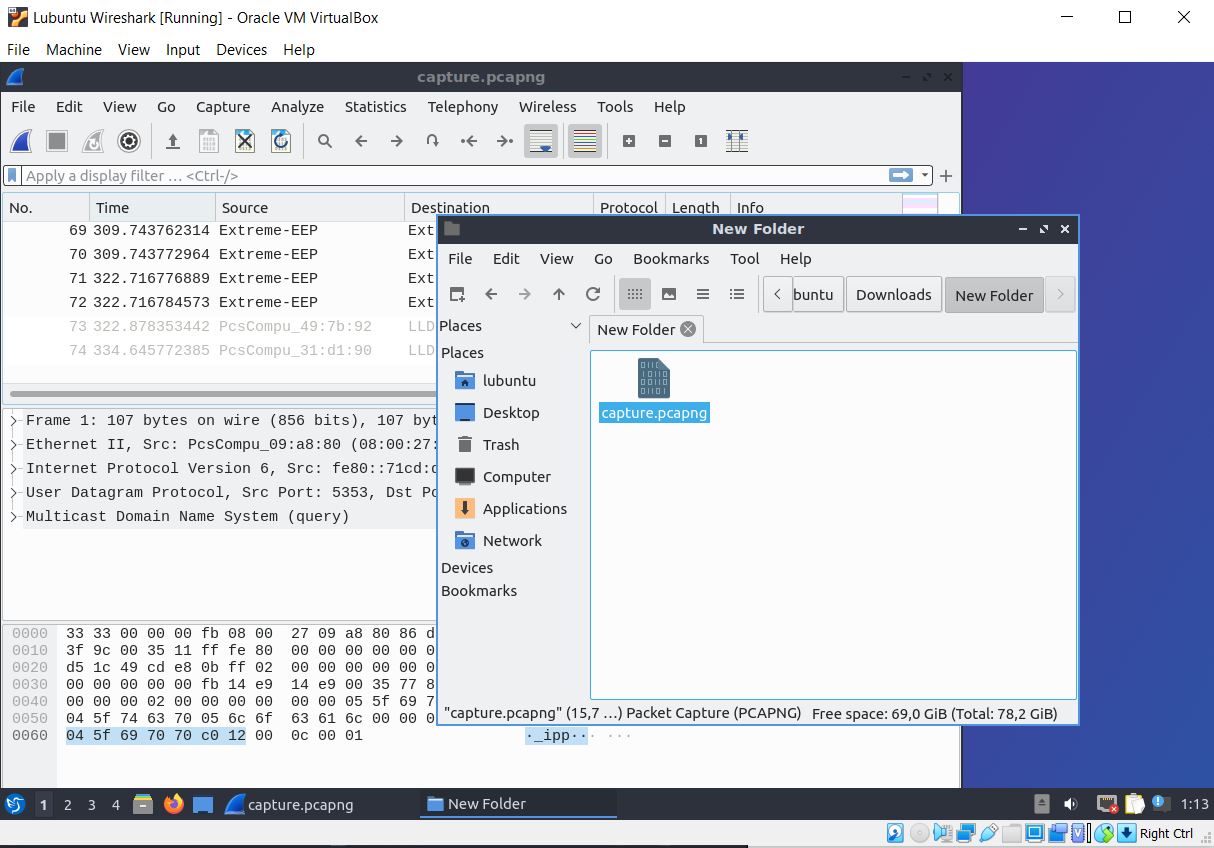 Lubuntu Wireshark [Running] - Oracle VM VirtualBox
File Machine View Input Devices Help
capture.pcapng
File Edit View Go Capture Analyze Statistics Telephony Wireless Tools Help
Apply a display filter … <Ctrl-/>
No. Time Source Destination Protocol Length Info
69 309.743762314 Extreme-EEP Ext
70 309.743772964 Extreme-EEP Ext
71 322.716776889 Extreme-EEP Ext
72 322.716784573 Extreme-EEP Ext
73 322.878353442 PcsCompu_49:7b:92 LLD
74 334.645772385 PcsCompu_31:d1:90 LLD
Frame 1: 107 bytes on wire (856 bits), 107 byt
Ethernet II, Src: PcsCompu_09:a8:80 (08:00:27:
Internet Protocol Version 6, Src: fe80::71cd:
User Datagram Protocol, Src Port: 5353, Dst Po
Multicast Domain Name System (query)
0000 33 33 00 00 00 fb 08 00 27 09 a8 80 86 d
0010 3f 9c 00 35 11 ff fe 80 00 00 00 00 00 0
0020 d5 1c 49 cd e8 0b ff 02 00 00 00 00 00 0
0030 00 00 00 00 00 fb 14 e9 14 e9 00 35 77 8
0040 00 00 00 02 00 00 00 00 00 00 05 5f 69 7
0050 04 5f 74 63 70 05 6c 6f 63 61 6c 00 00 0
0060 04 5f 69 70 70 c0 12 00 0c 00 01 ·_ipp·· ···
New Folder
File Edit View Go Bookmarks Tool Help
buntu Downloads New Folder
Places
New Folder
Places
lubuntu
Desktop
Trash
Computer
Applications
Network
Devices
Bookmarks
capture.pcapng
"capture.pcapng" (15,7 …) Packet Capture (PCAPNG) Free space: 69,0 GiB (Total: 78,2 GiB)
1 2 3 4 capture.pcapng New Folder 1:13
Right Ctrl